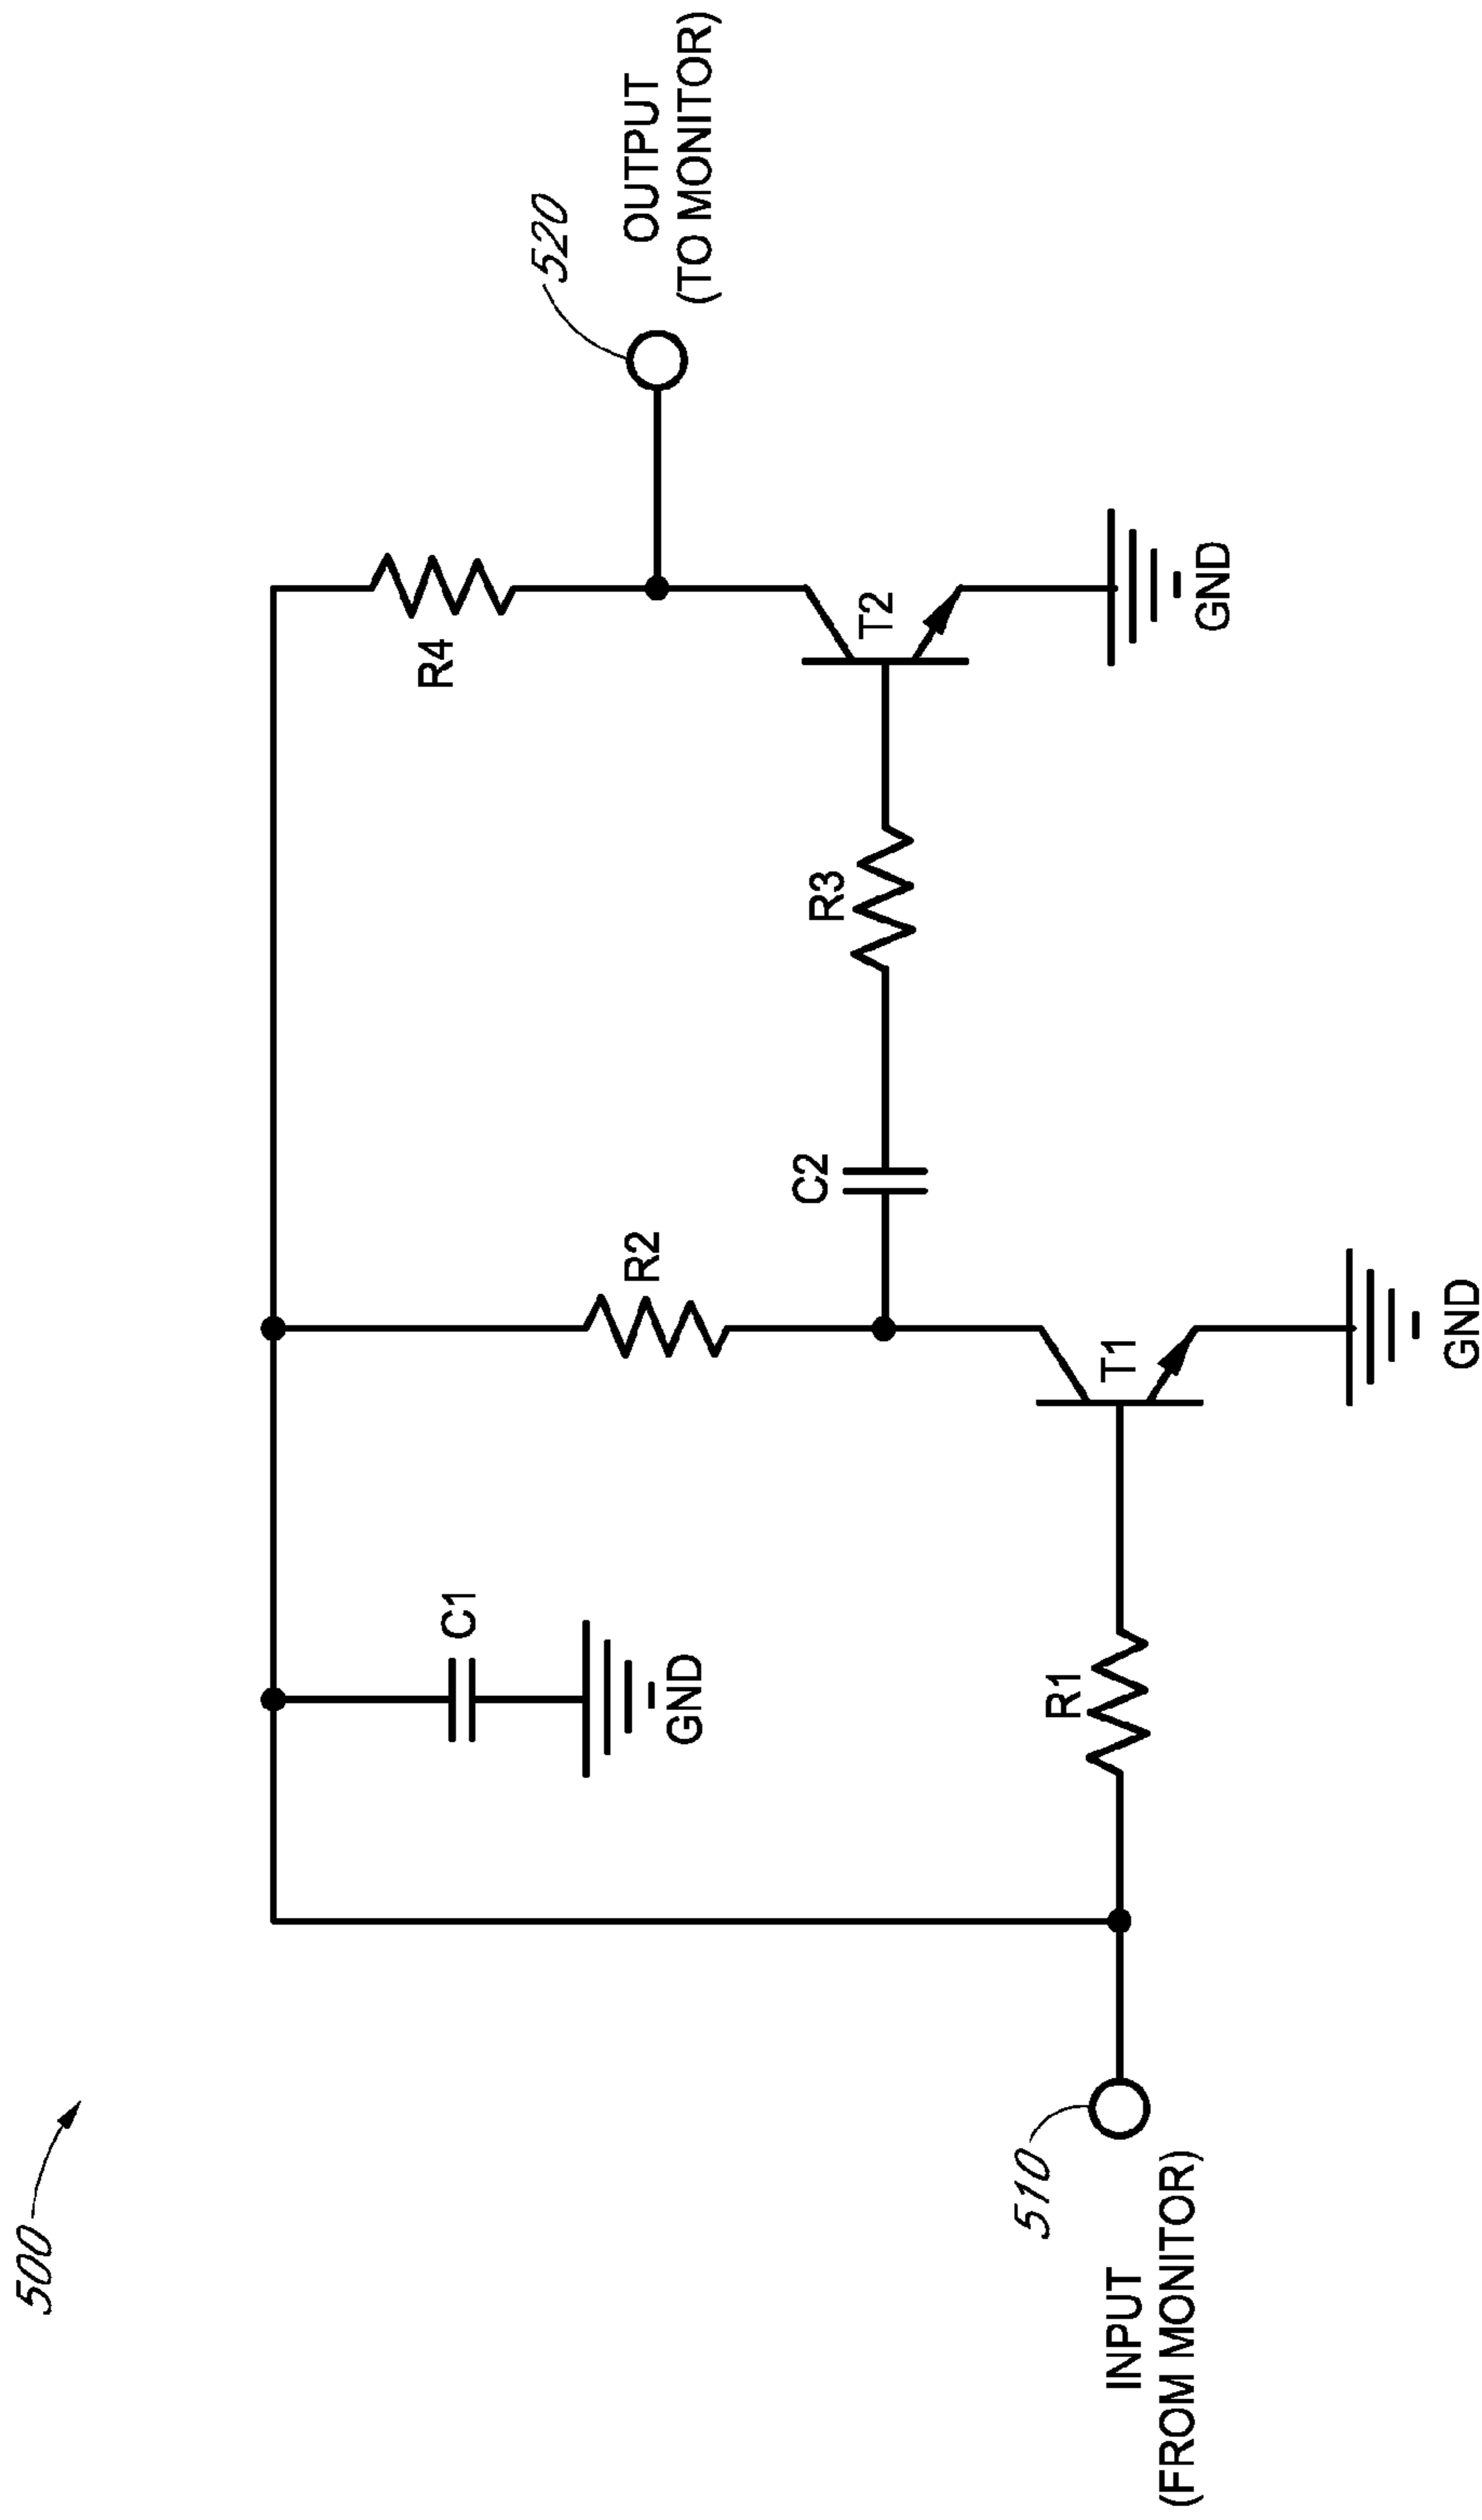 500
R4
520
OUTPUT
(TO MONITOR)
C1
GND
R2
C2
R3
T2
GND
R1
T1
GND
510
INPUT
(FROM MONITOR)